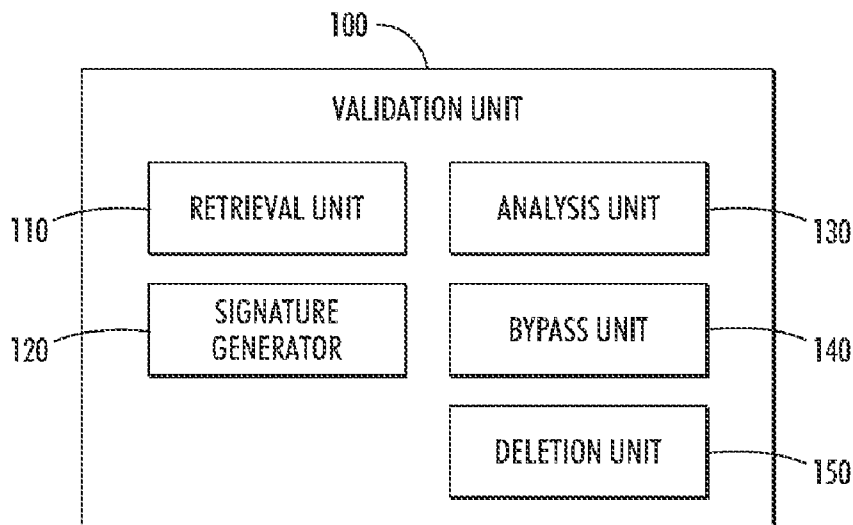 100
VALIDATION UNIT
RETRIEVAL UNIT
ANALYSIS UNIT
110
130
SIGNATURE
GENERATOR
BYPASS UNIT
120
140
DELETION UNIT
150